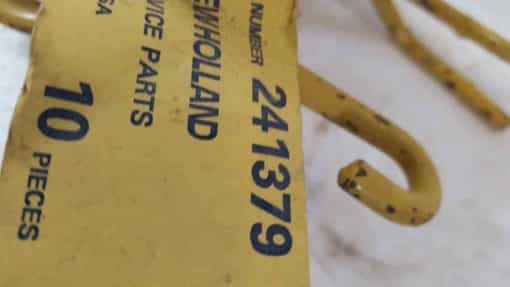 NUMBER
241379
EWHOLLAND
VICE PARTS
SA
10 PIECES